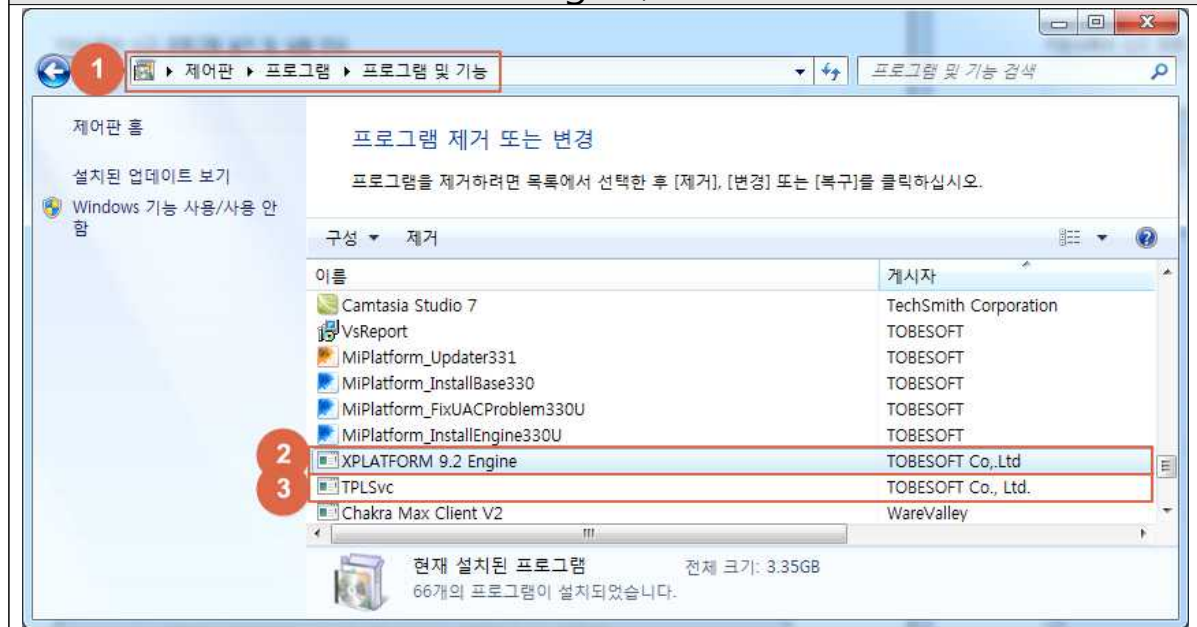 1
제어판 ▶ 프로그램 ▶ 프로그램 및 기능
프로그램 및 기능 검색
제어판 홈
설치된 업데이트 보기
Windows 기능 사용/사용 안
함
프로그램 제거 또는 변경
프로그램을 제거하려면 목록에서 선택한 후 [제거], [변경] 또는 [복구]를 클릭하십시오.
구성 ▼ 제거
이름 게시자
Camtasia Studio 7 TechSmith Corporation
VsReport TOBESOFT
MiPlatform_Updater331 TOBESOFT
MiPlatform_InstallBase330 TOBESOFT
MiPlatform_FixUACProblem330U TOBESOFT
MiPlatform_InstallEngine330U TOBESOFT
2 XPLATFORM 9.2 Engine TOBESOFT Co,.Ltd
3 TPLSvc TOBESOFT Co., Ltd.
Chakra Max Client V2 WareValley
현재 설치된 프로그램 전체 크기: 3.35GB
66개의 프로그램이 설치되었습니다.